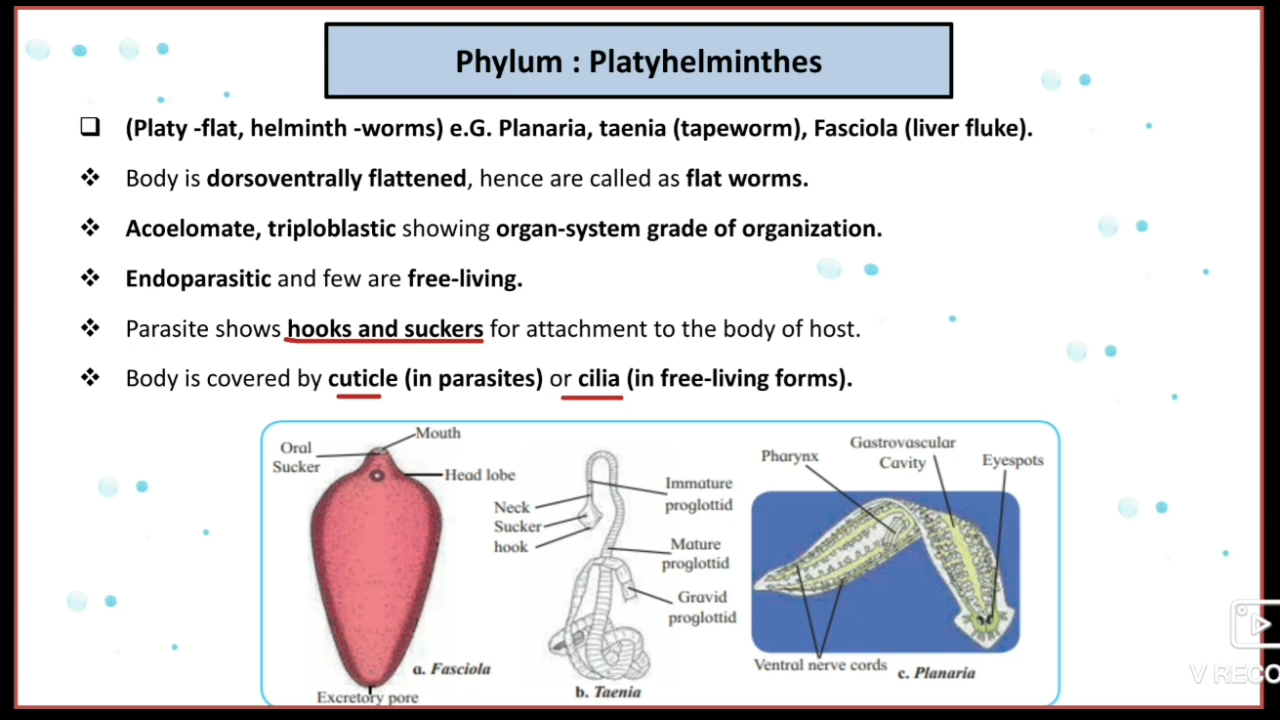 Phylum : Platyhelminthes
(Platy -flat, helminth -worms) e.G. Planaria, taenia (tapeworm), Fasciola (liver fluke).
Body is dorsoventrally flattened, hence are called as flat worms.
Acoelomate, triploblastic showing organ-system grade of organization.
Endoparasitic and few are free-living.
Parasite shows hooks and suckers for attachment to the body of host.
Body is covered by cuticle (in parasites) or cilia (in free-living forms).
Mouth
Oral
Sucker
Head lobe
Excretory pore
a. Fasciola
Neck
Sucker
hook
Immature
proglottid
Mature
proglottid
Gravid
proglottid
b. Taenia
Pharynx
Gastrovascular
Cavity
Eyespots
Ventral nerve cords
c. Planaria
V RECO